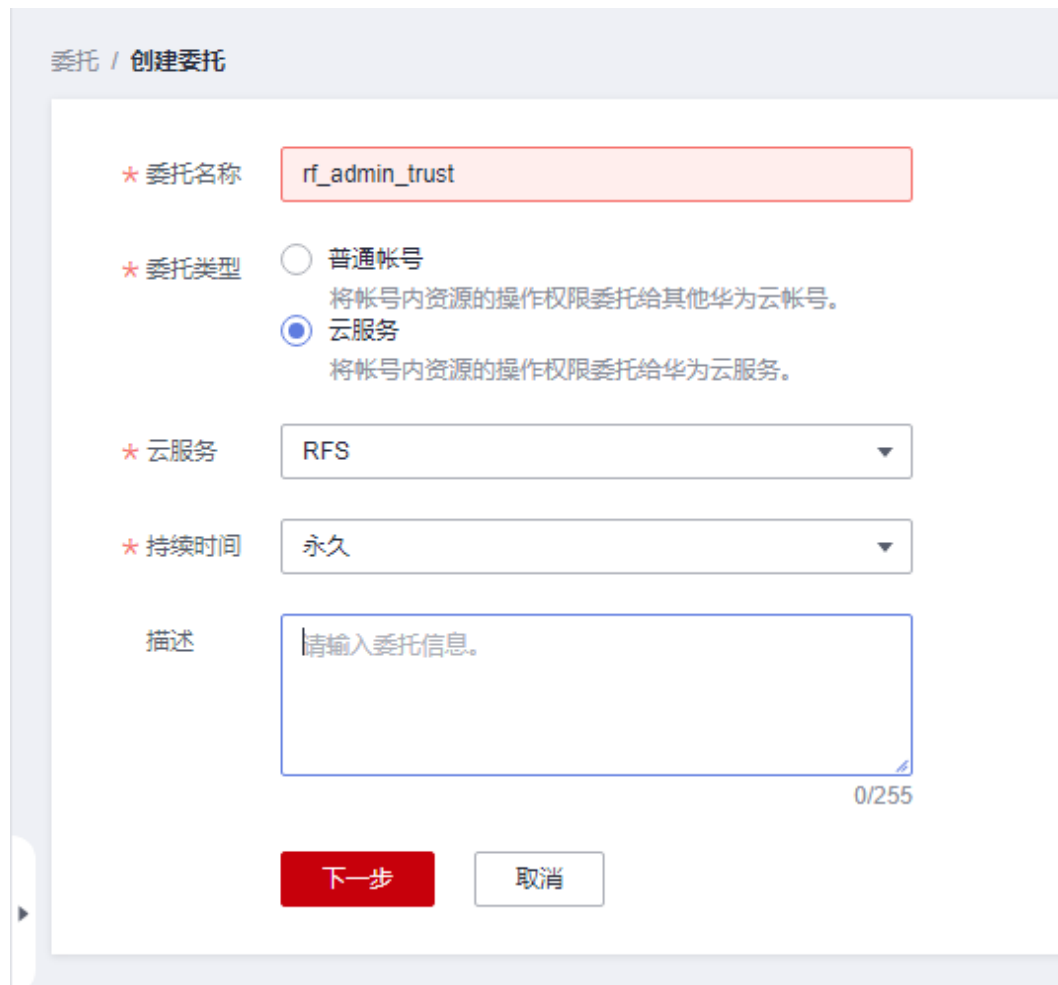 委托 / 创建委托
* 委托名称 rf_admin_trust
* 委托类型 普通帐号
将帐号内资源的操作权限委托给其他华为云帐号。
云服务
将帐号内资源的操作权限委托给华为云服务。
* 云服务 RFS
* 持续时间 永久
描述 请输入委托信息。
0/255
下一步 取消